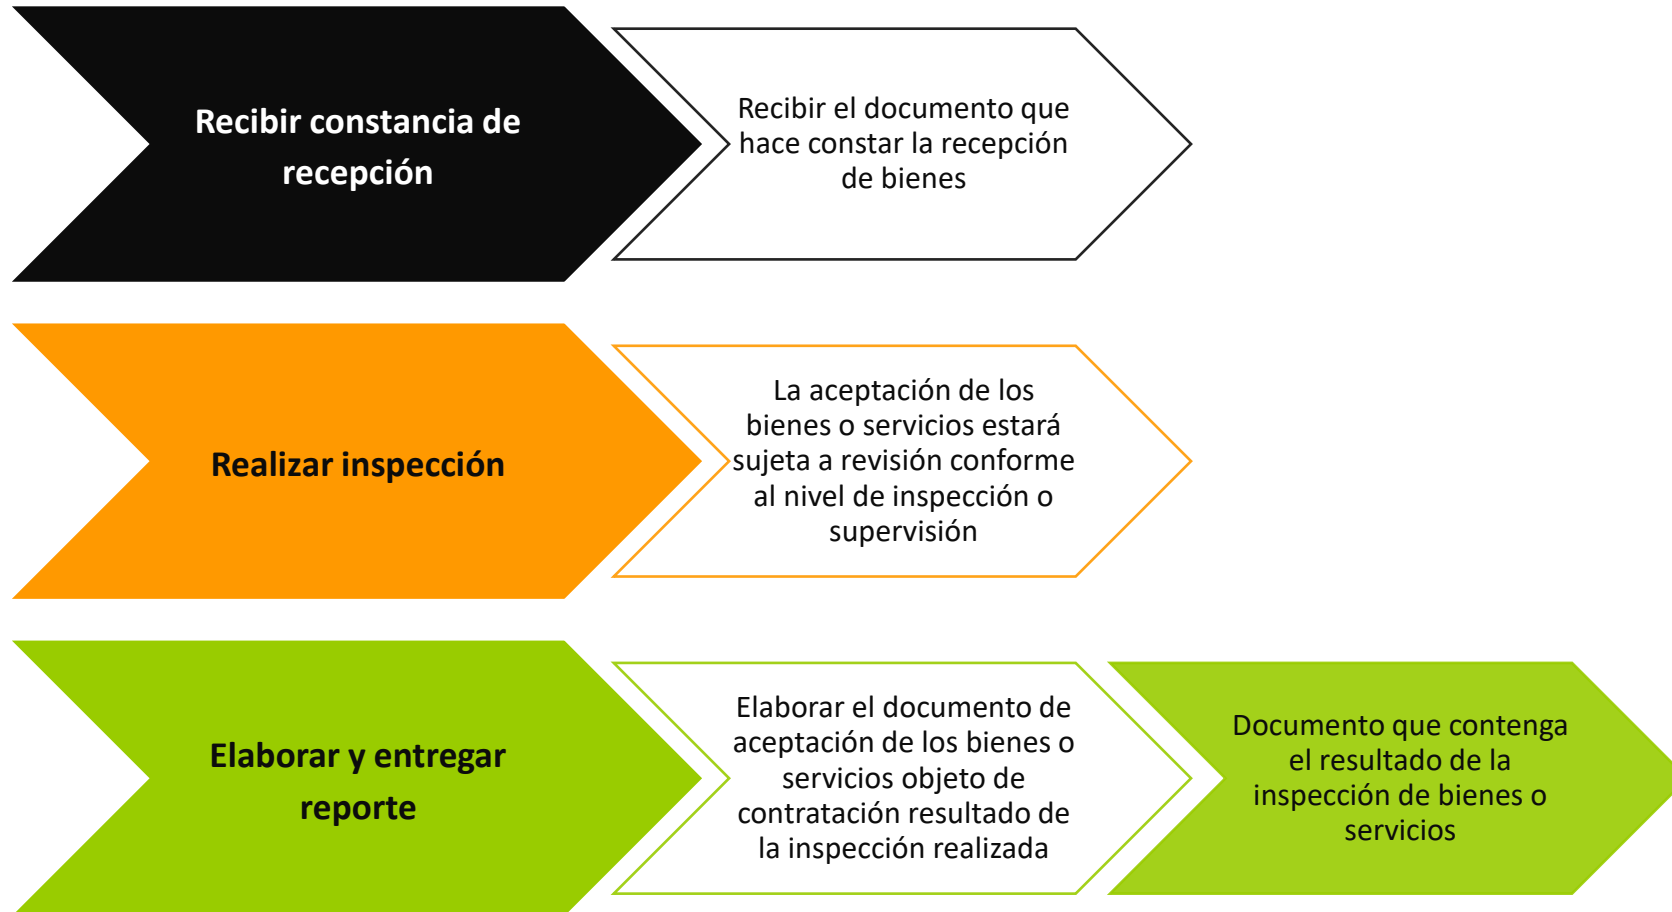 Recibir constancia de
recepción
Recibir el documento que
hace constar la recepción
de bienes
Realizar inspección
La aceptación de los
bienes o servicios estará
sujeta a revisión conforme
al nivel de inspección o
supervisión
Elaborar y entregar
reporte
Elaborar el documento de
aceptación de los bienes o
servicios objeto de
contratación resultado de
la inspección realizada
Documento que contenga
el resultado de la
inspección de bienes o
servicios